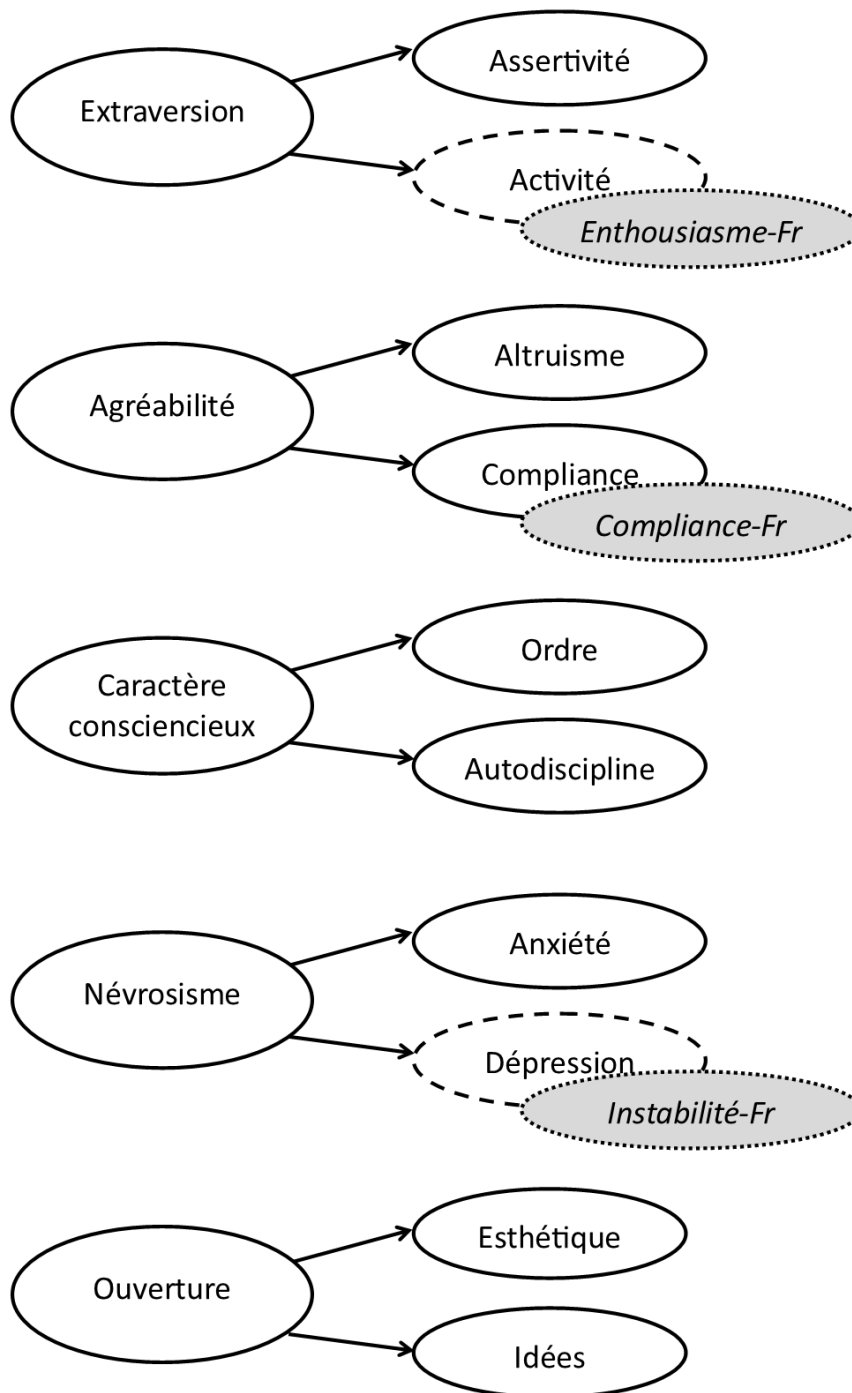 Extraversion
Assertivité
Activité
Enthousiasme-Fr
Agréabilité
Altruisme
Compliance
Compliance-Fr
Caractère
consciencieux
Ordre
Autodiscipline
Névrosisme
Anxiété
Dépression
Instabilité-Fr
Ouverture
Esthétique
Idées